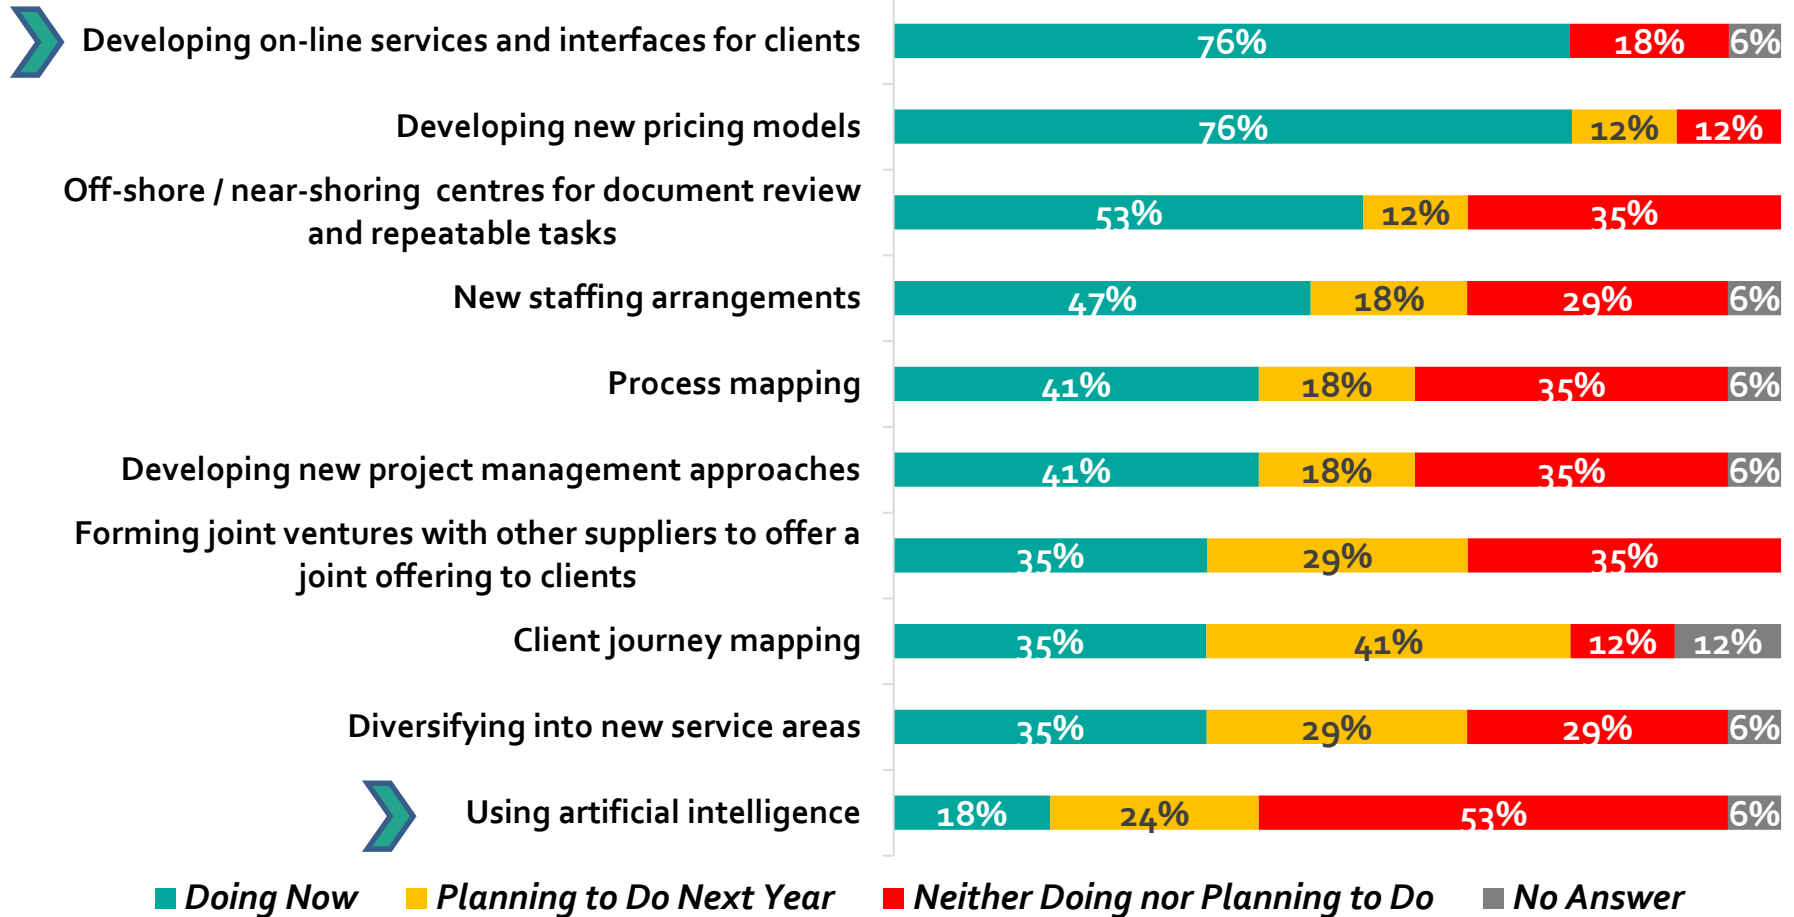 Developing on-line services and interfaces for clients 76% 18% 6%
Developing new pricing models 76% 12% 12%
Off-shore / near-shoring centres for document review
and repeatable tasks 53% 12% 35%
New staffing arrangements 47% 18% 29% 6%
Process mapping 41% 18% 35% 6%
Developing new project management approaches 41% 18% 35% 6%
Forming joint ventures with other suppliers to offer a
joint offering to clients 35% 29% 35%
Client journey mapping 35% 41% 12% 12%
Diversifying into new service areas 35% 29% 29% 6%
Using artificial intelligence 18% 24% 53% 6%
Doing Now Planning to Do Next Year Neither Doing nor Planning to Do No Answer